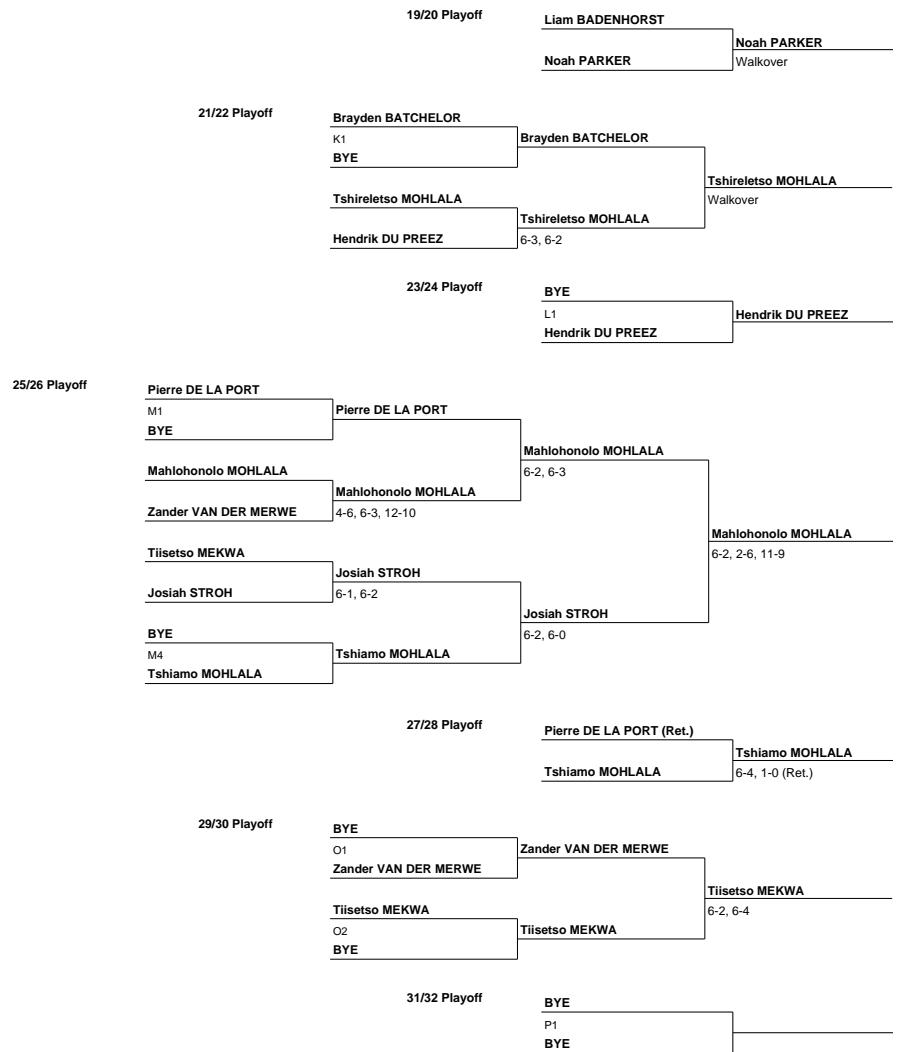 19/20 Playoff
Liam BADENHORST
Noah PARKER
Noah PARKER
Walkover
21/22 Playoff
Brayden BATCHELOR
K1
Brayden BATCHELOR
BYE
Tshireletso MOHLALA
Walkover
Tshireletso MOHLALA
Tshireletso MOHLALA
Hendrik DU PREEZ
6-3, 6-2
23/24 Playoff
BYE
L1
Hendrik DU PREEZ
Hendrik DU PREEZ
25/26 Playoff
Pierre DE LA PORT
M1
Pierre DE LA PORT
BYE
Mahlohonolo MOHLALA
6-2, 6-3
Mahlohonolo MOHLALA
Mahlohonolo MOHLALA
Zander VAN DER MERWE
4-6, 6-3, 12-10
Mahlohonolo MOHLALA
6-2, 2-6, 11-9
Tiisetso MEKWA
Josiah STROH
Josiah STROH
6-1, 6-2
Josiah STROH
6-2, 6-0
BYE
M4
Tshiamo MOHLALA
Tshiamo MOHLALA
27/28 Playoff
Pierre DE LA PORT (Ret.)
Tshiamo MOHLALA
Tshiamo MOHLALA
6-4, 1-0 (Ret.)
29/30 Playoff
BYE
O1
Zander VAN DER MERWE
Zander VAN DER MERWE
Tiisetso MEKWA
6-2, 6-4
Tiisetso MEKWA
O2
Tiisetso MEKWA
BYE
31/32 Playoff
BYE
P1
BYE